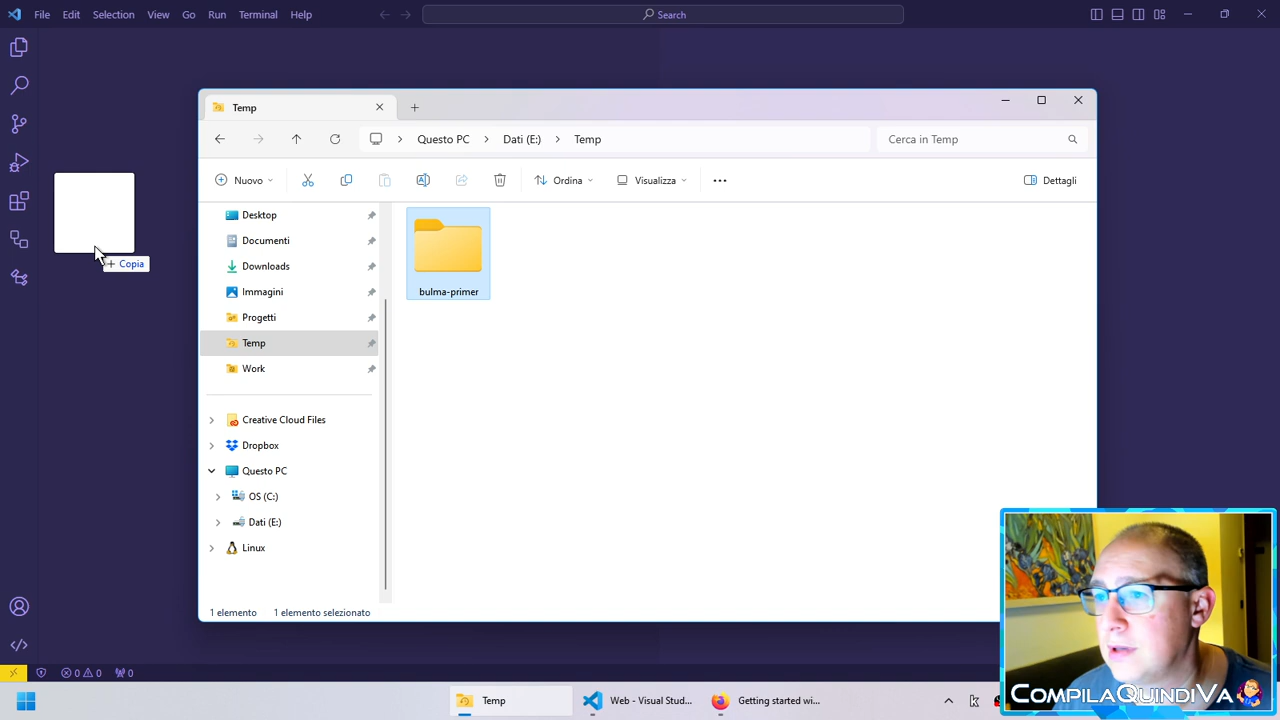 File Edit Selection View Go Run Terminal Help
Search
Temp
Questo PC > Dati (E:) > Temp
Cerca in Temp
Nuovo
Ordina
Visualizza
Dettagli
Desktop
Documenti
Downloads
Immagini
Progetti
Temp
Work
Creative Cloud Files
Dropbox
Questo PC
OS (C:)
Dati (E:)
Linux
bulma-primer
+ Copia
1 elemento 1 elemento selezionato
0 0 0
Temp
Web - Visual Stud...
Getting started wi...
COMPILAQUINDIVA